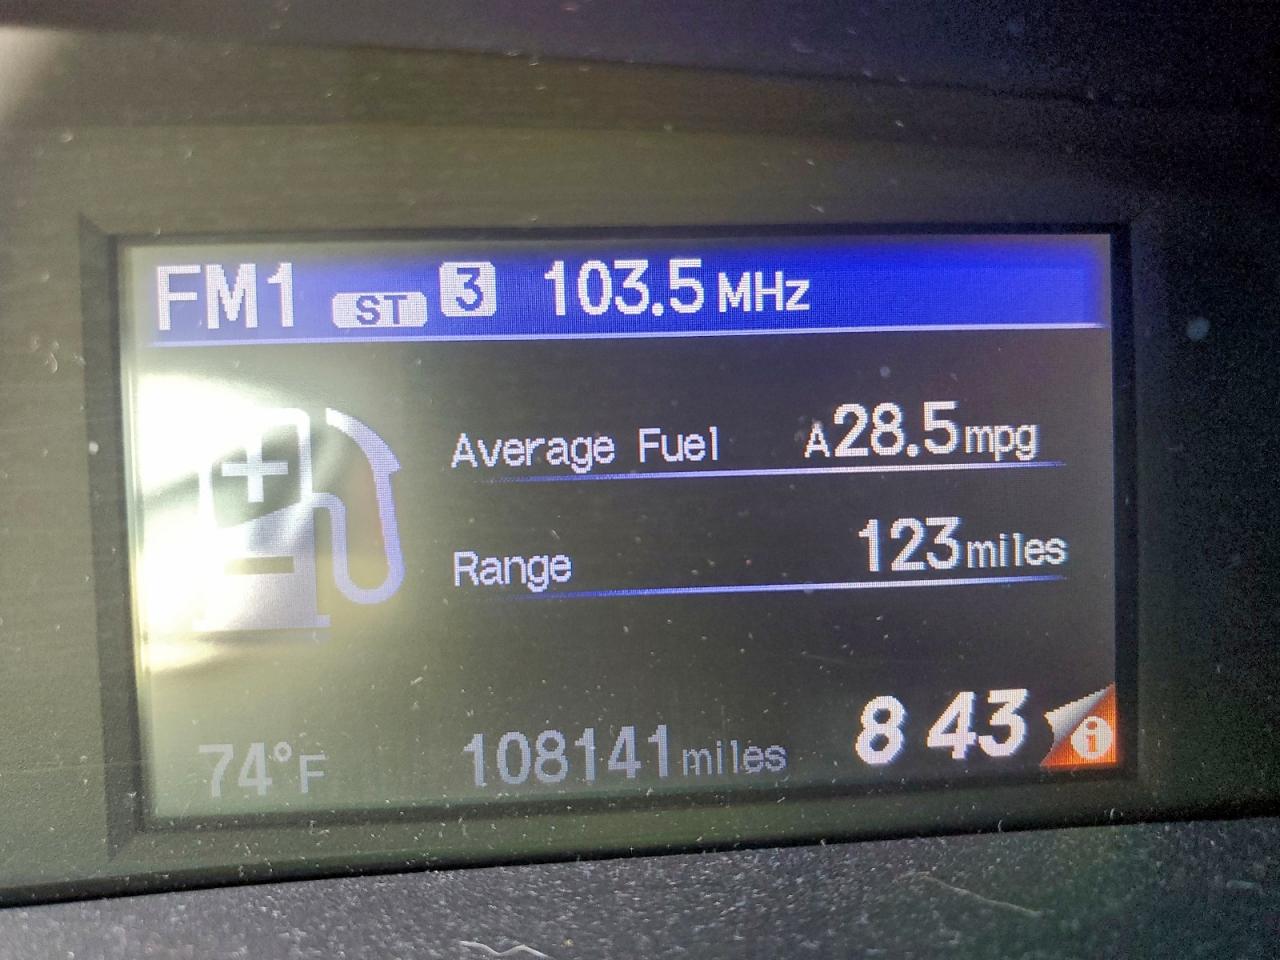 FM1 ST 3 103.5 MHz
Average Fuel A28.5mpg
Range 123miles
74°F 108141miles 8 43 i